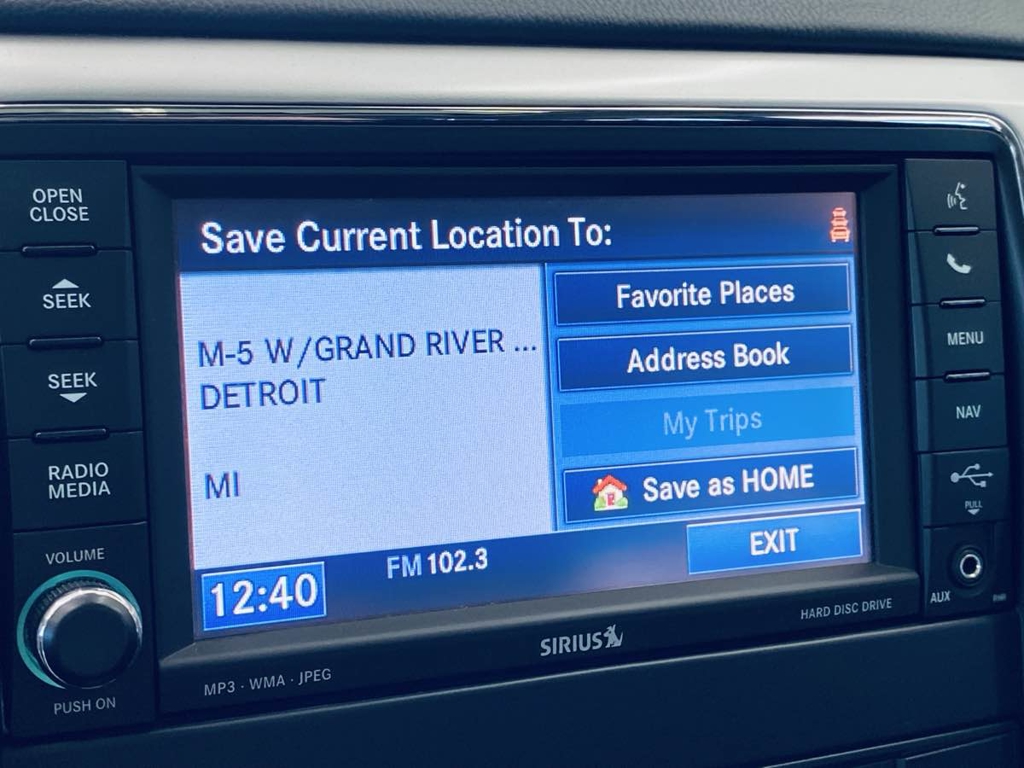 OPEN
CLOSE
SEEK
SEEK
RADIO
MEDIA
VOLUME
PUSH ON
Save Current Location To:
M-5 W/GRAND RIVER ...
DETROIT
MI
Favorite Places
Address Book
My Trips
Save as HOME
EXIT
12:40
FM 102.3
MP3 · WMA · JPEG
SIRIUS
HARD DISC DRIVE
MENU
NAV
PULL
AUX